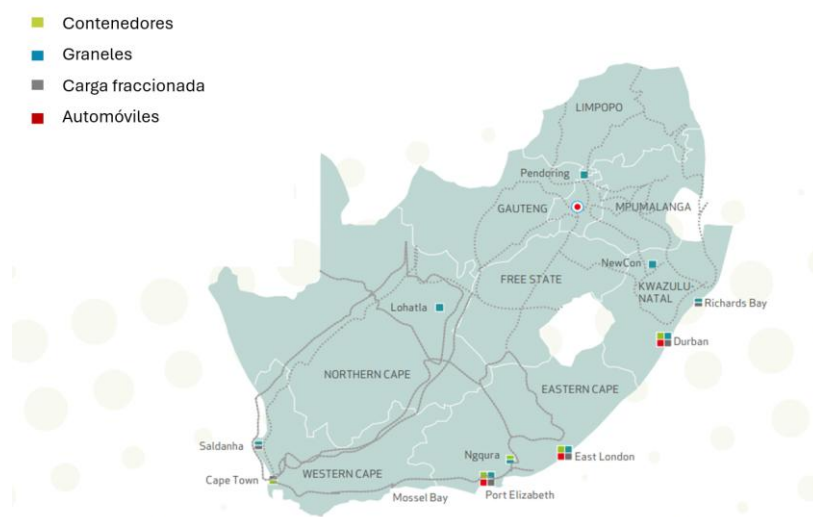 Contenedores
Graneles
Carga fraccionada
Automóviles
LIMPOPO
Pendoring
GAUTENG
MPUMALANGA
NewCon
FREE STATE
KWAZULU-
NATAL
Richards Bay
Lohatla
Durban
NORTHERN CAPE
EASTERN CAPE
Saldanha
Ngqura
East London
WESTERN CAPE
Cape Town
Mossel Bay
Port Elizabeth